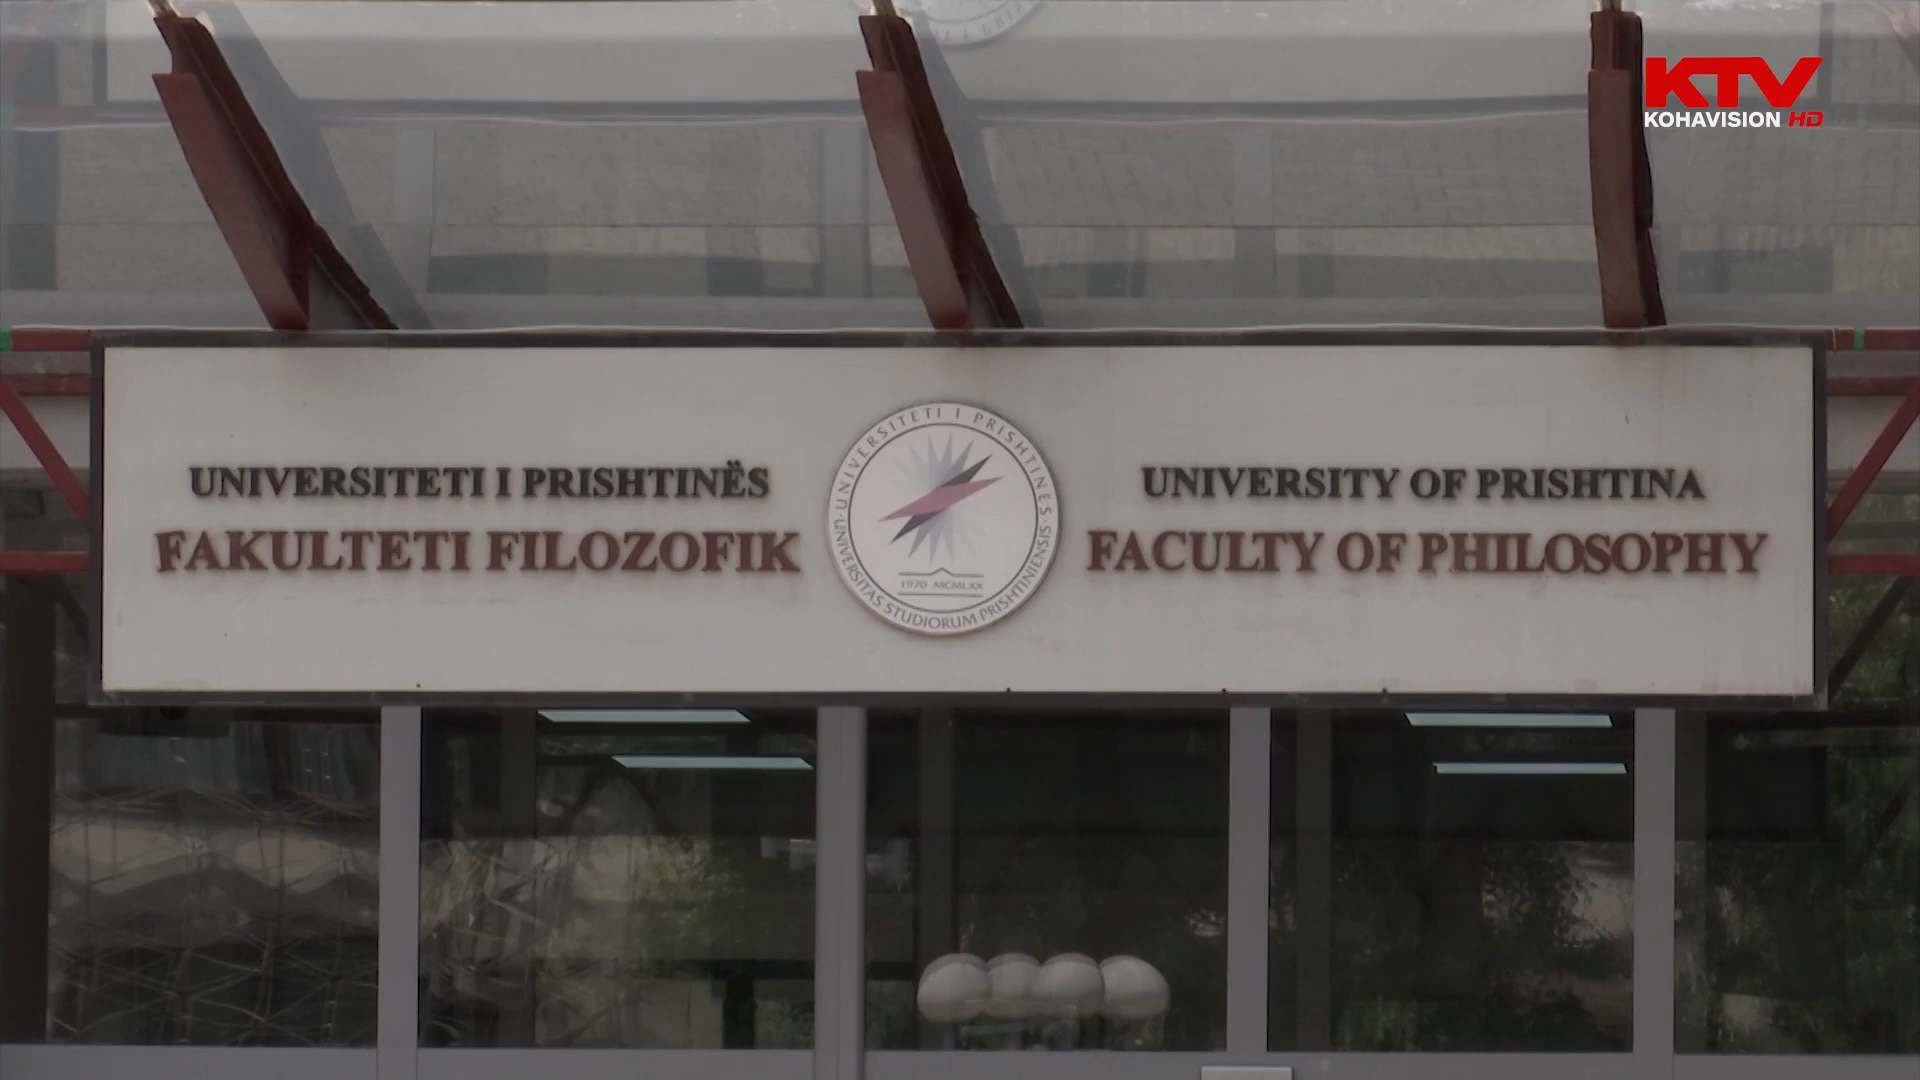 KTV
KOHAVISION HD
UNIVERSITETI I PRISHTINËS
FAKULTETI FILOZOFIK
UNIVERSITETI I PRISHTINËS
1970 MCMLXX
UNIVERSITAS STUDIORUM PRISHTINIENSIS
UNIVERSITY OF PRISHTINA
FACULTY OF PHILOSOPHY